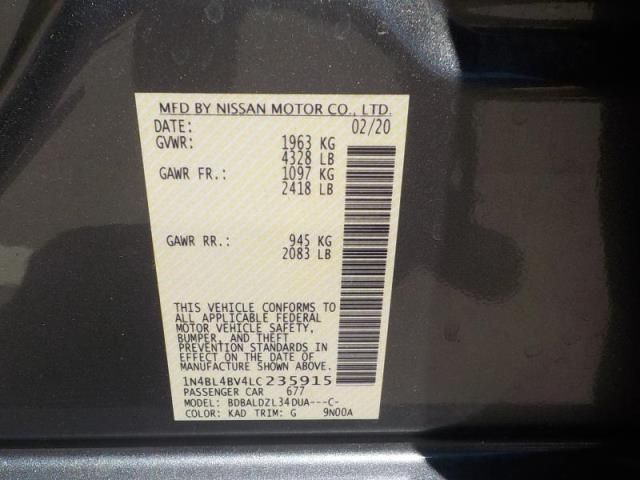 MFD BY NISSAN MOTOR CO., LTD.
DATE: 02/20
GVWR: 1963 KG
4328 LB
GAWR FR.: 1097 KG
2418 LB
GAWR RR.: 945 KG
2083 LB
THIS VEHICLE CONFORMS TO
ALL APPLICABLE FEDERAL
MOTOR VEHICLE SAFETY,
BUMPER, AND THEFT
PREVENTION STANDARDS IN
EFFECT ON THE DATE OF
MANUFACTURE SHOWN ABOVE.
1N4BL4BV4LC235915
PASSENGER CAR 677
MODEL: BDBALDZL34DUA---C-
COLOR: KAD TRIM: G 9N00A